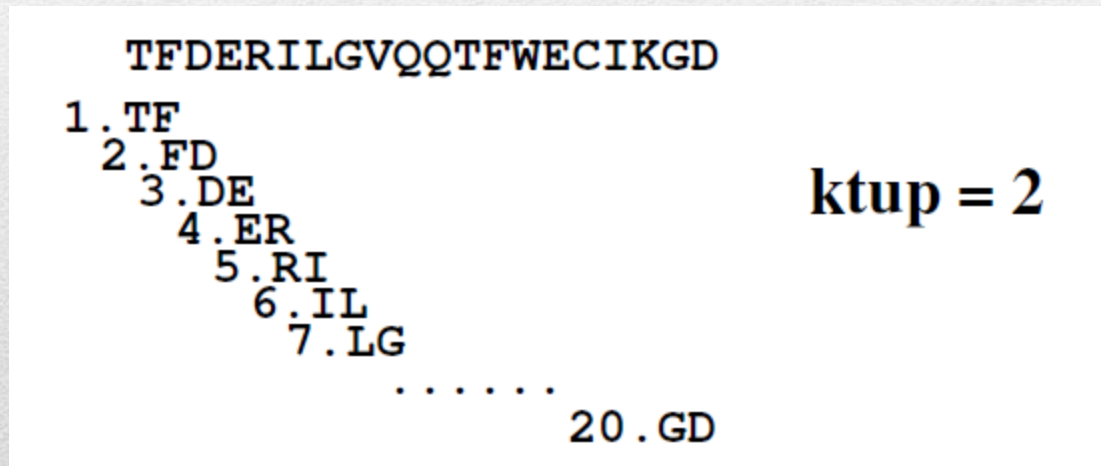 TFDERILGVQQTFWECIKGD
1.TF
2.FD
3.DE
ktup = 2
4.ER
5.RI
6.IL
7.LG
......
20.GD